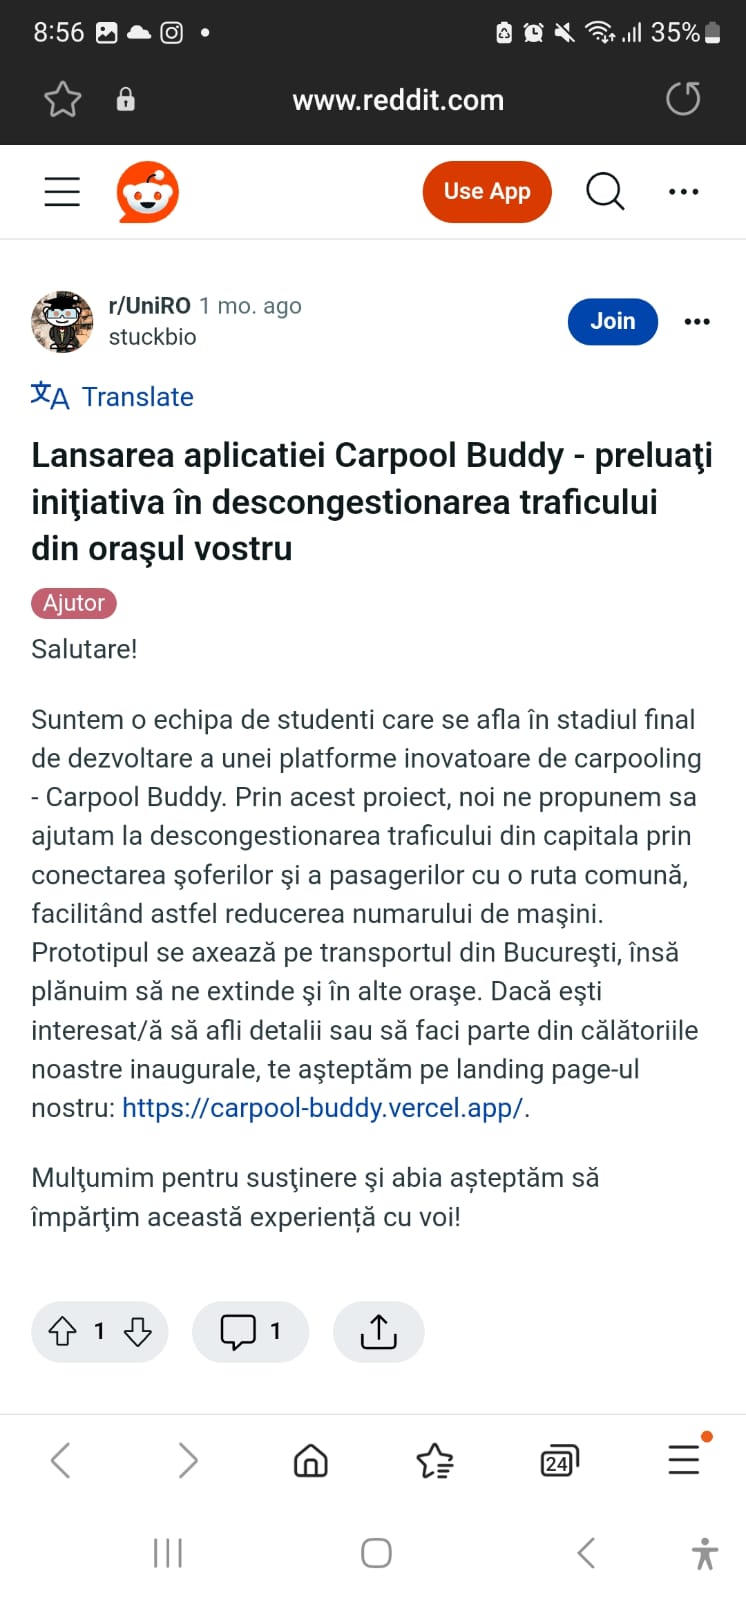 8:56
35%
www.reddit.com
Use App
r/UniRO 1 mo. ago
stuckbio
Join
Translate
Lansarea aplicatiei Carpool Buddy - preluaţi
iniţiativa în descongestionarea traficului
din oraşul vostru
Ajutor
Salutare!
Suntem o echipa de studenti care se afla în stadiul final
de dezvoltare a unei platforme inovatoare de carpooling
- Carpool Buddy. Prin acest proiect, noi ne propunem sa
ajutam la descongestionarea traficului din capitala prin
conectarea şoferilor şi a pasagerilor cu o ruta comună,
facilitând astfel reducerea numarului de maşini.
Prototipul se axează pe transportul din Bucureşti, însă
plănuim să ne extinde şi în alte oraşe. Dacă eşti
interesat/ă să afli detalii sau să faci parte din călătoriile
noastre inaugurale, te aşteptăm pe landing page-ul
nostru: https://carpool-buddy.vercel.app/.
Mulţumim pentru susţinere şi abia așteptăm să
împărţim această experiență cu voi!
1
1
24